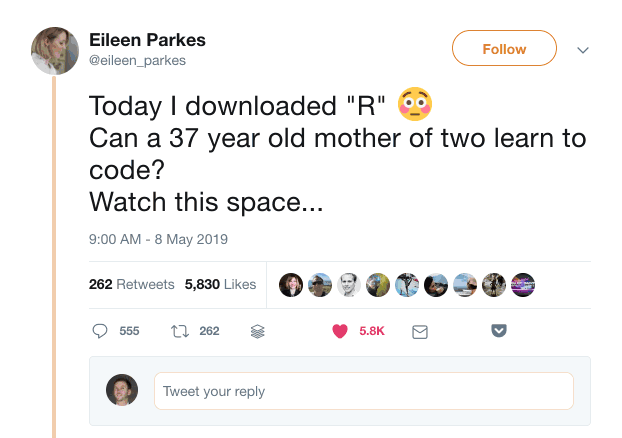 Eileen Parkes
@eileen_parkes
Follow
Today I downloaded "R" 😳
Can a 37 year old mother of two learn to
code?
Watch this space...
9:00 AM - 8 May 2019
262 Retweets 5,830 Likes
555 262 5.8K
Tweet your reply